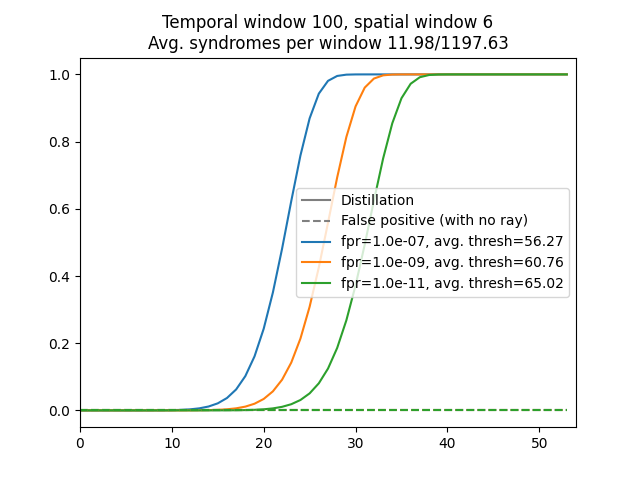 Temporal window 100, spatial window 6
Avg. syndromes per window 11.98/1197.63
1.0
0.8
0.6
0.4
0.2
0.0
Distillation
False positive (with no ray)
fpr=1.0e-07, avg. thresh=56.27
fpr=1.0e-09, avg. thresh=60.76
fpr=1.0e-11, avg. thresh=65.02
0 10 20 30 40 50